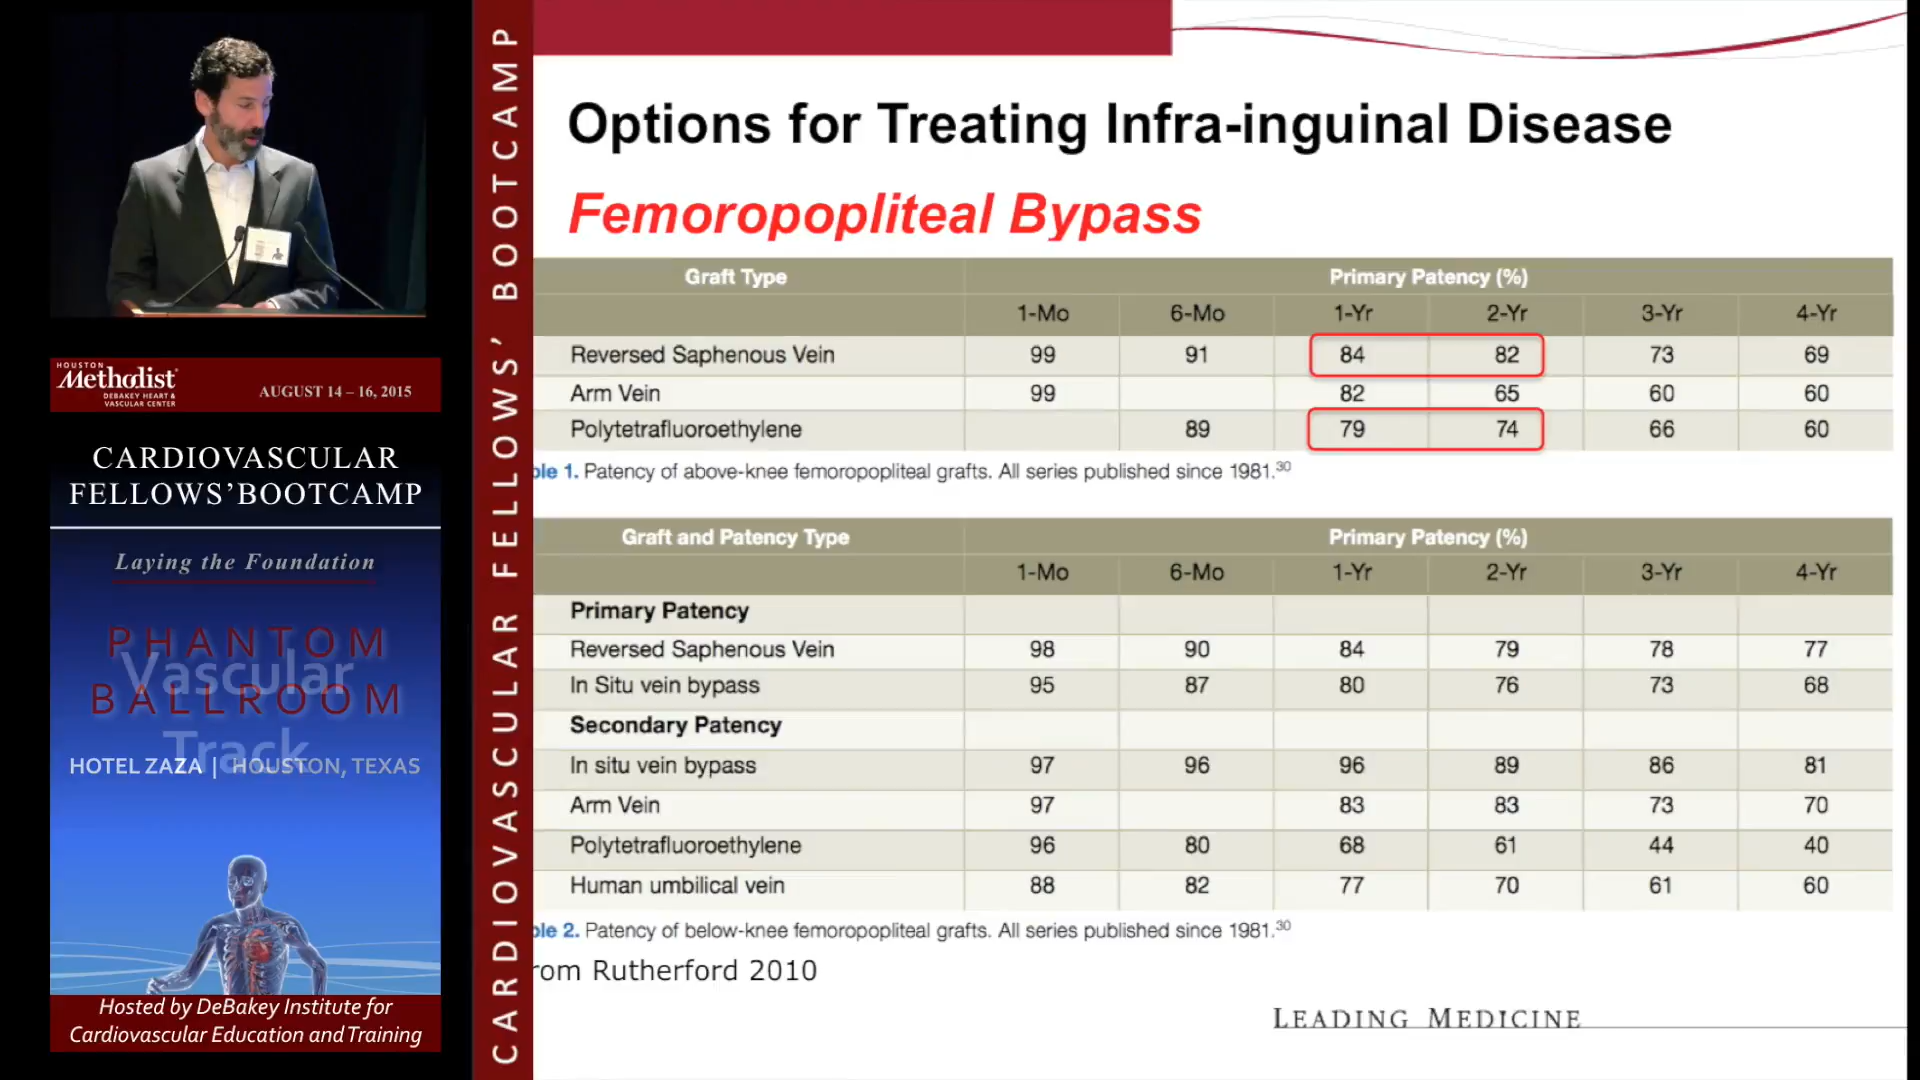 HOUSTON
Methodist
DEBAKEY HEART &
VASCULAR CENTER
AUGUST 14 – 16, 2015
CARDIOVASCULAR
FELLOWS' BOOTCAMP
Laying the Foundation
PHANTOM
Vascular
BALLROOM
Track
HOTEL ZAZA | HOUSTON, TEXAS
Hosted by DeBakey Institute for
Cardiovascular Education and Training
CARDIOVASCULAR FELLOWS' BOOTCAMP
Options for Treating Infra-inguinal Disease
Femoropopliteal Bypass
Graft Type Primary Patency (%)
1-Mo 6-Mo 1-Yr 2-Yr 3-Yr 4-Yr
Reversed Saphenous Vein 99 91 84 82 73 69
Arm Vein 99 82 65 60 60
Polytetrafluoroethylene 89 79 74 66 60
ble 1. Patency of above-knee femoropopliteal grafts. All series published since 1981.30
Graft and Patency Type Primary Patency (%)
1-Mo 6-Mo 1-Yr 2-Yr 3-Yr 4-Yr
Primary Patency
Reversed Saphenous Vein 98 90 84 79 78 77
In Situ vein bypass 95 87 80 76 73 68
Secondary Patency
In situ vein bypass 97 96 96 89 86 81
Arm Vein 97 83 83 73 70
Polytetrafluoroethylene 96 80 68 61 44 40
Human umbilical vein 88 82 77 70 61 60
ble 2. Patency of below-knee femoropopliteal grafts. All series published since 1981.30
rom Rutherford 2010
LEADING MEDICINE